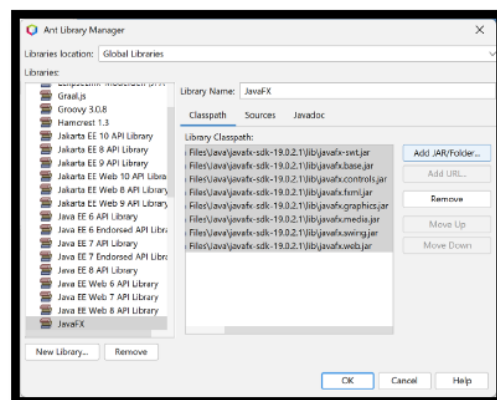 Ant Library Manager
Libraries location: Global Libraries
Libraries:
Graal.js
Groovy 3.0.8
Hamcrest 1.3
Jakarta EE 10 API Library
Jakarta EE 8 API Library
Jakarta EE 9 API Library
Jakarta EE Web 10 API Libra
Jakarta EE Web 8 API Library
Jakarta EE Web 9 API Library
Java EE 6 API Library
Java EE 6 Endorsed API Libra
Java EE 7 API Library
Java EE 7 Endorsed API Libra
Java EE 8 API Library
Java EE Web 6 API Library
Java EE Web 7 API Library
Java EE Web 8 API Library
JavaFX
New Library... Remove
Library Name: JavaFX
Classpath Sources Javadoc
Library Classpath:
Files\Java\javafx-sdk-19.0.2.1\lib\javafx-swt.jar
Files\Java\javafx-sdk-19.0.2.1\lib\javafx.base.jar
Files\Java\javafx-sdk-19.0.2.1\lib\javafx.controls.jar
Files\Java\javafx-sdk-19.0.2.1\lib\javafx.fxml.jar
Files\Java\javafx-sdk-19.0.2.1\lib\javafx.graphics.jar
Files\Java\javafx-sdk-19.0.2.1\lib\javafx.media.jar
Files\Java\javafx-sdk-19.0.2.1\lib\javafx.swing.jar
Files\Java\javafx-sdk-19.0.2.1\lib\javafx.web.jar
Add JAR/Folder...
Add URL...
Remove
Move Up
Move Down
OK Cancel Help